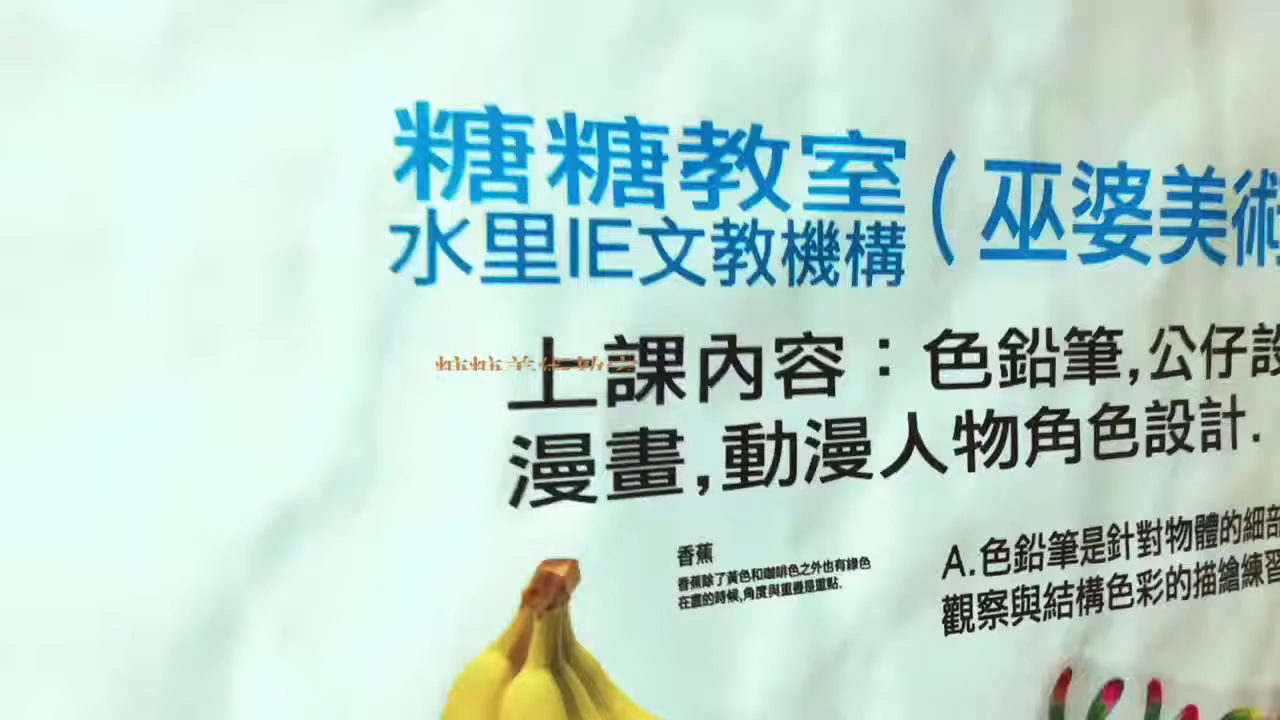 糖糖教室
水里IE文教機構
(巫婆美術
上課內容：色鉛筆,公仔設
漫畫,動漫人物角色設計.
香蕉
香蕉除了黃色和咖啡色之外也有綠色
在畫的時候,角度與重疊是重點.
A.色鉛筆是針對物體的細部
觀察與結構色彩的描繪練習